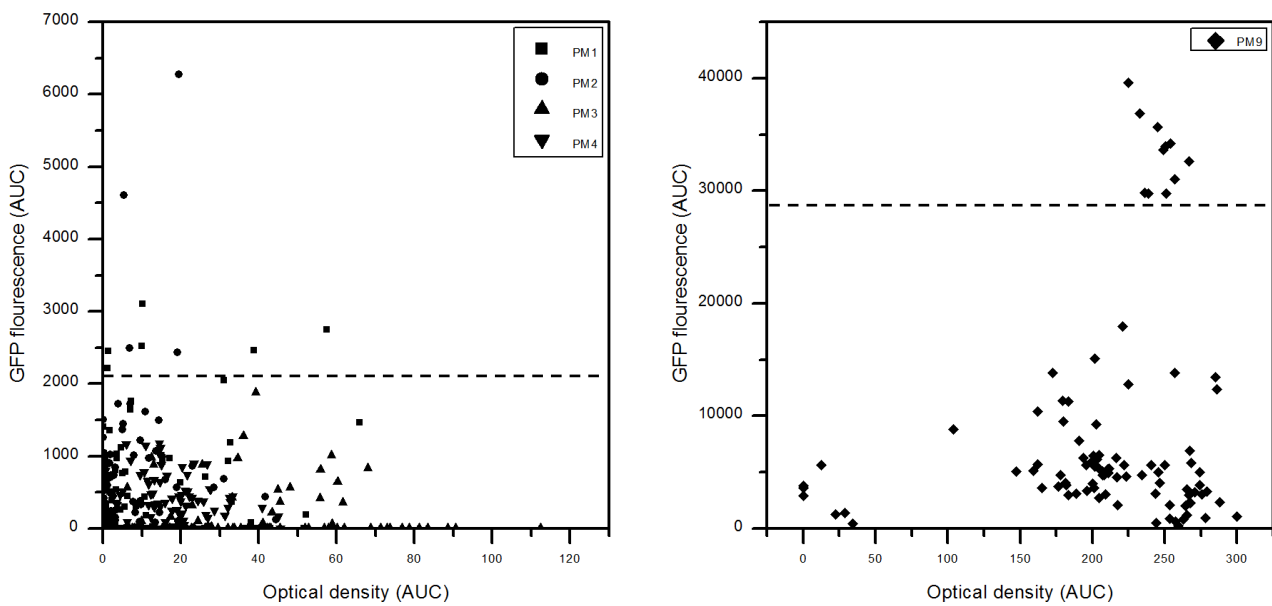 7000
6000
5000
4000
3000
2000
1000
0
GFP flourescence (AUC)
0 20 40 60 80 100 120
Optical density (AUC)
PM1
PM2
PM3
PM4
40000
30000
20000
10000
0
GFP flourescence (AUC)
0 50 100 150 200 250 300
Optical density (AUC)
PM9